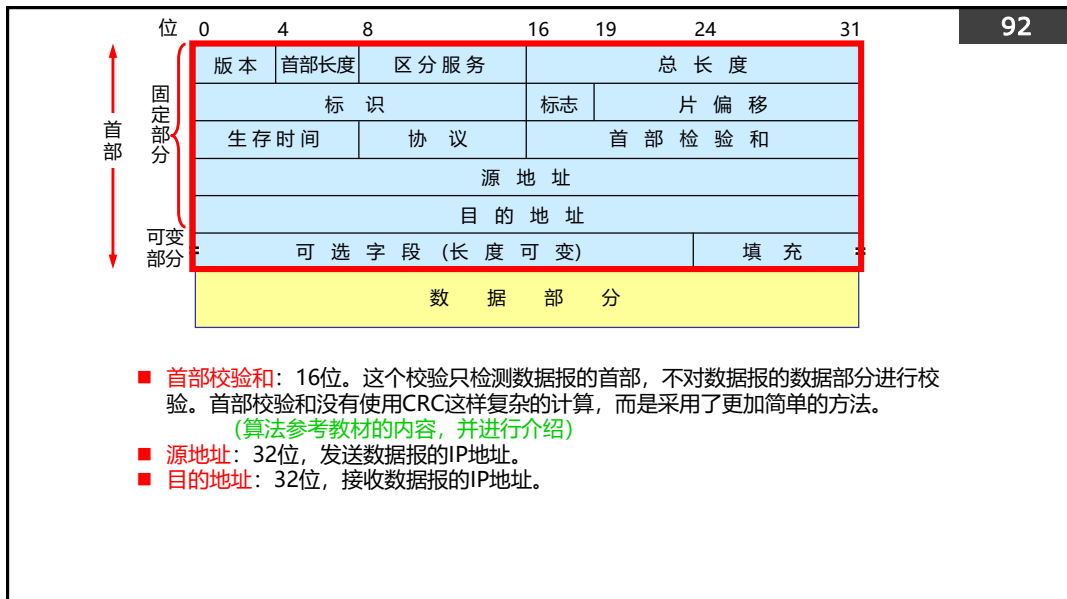 92
位 0 4 8 16 19 24 31
版本 首部长度 区分服务 总长度
标识 标志 片偏移
生存时间 协议 首部检验和
源地址
目的地址
可选字段 (长度可变) 填充
数据部分
首部
固定部分
可变
部分
■ 首部校验和：16位。这个校验只检测数据报的首部，不对数据报的数据部分进行校
验。首部校验和没有使用CRC这样复杂的计算，而是采用了更加简单的方法。
（算法参考教材的内容，并进行介绍）
■ 源地址：32位，发送数据报的IP地址。
■ 目的地址：32位，接收数据报的IP地址。